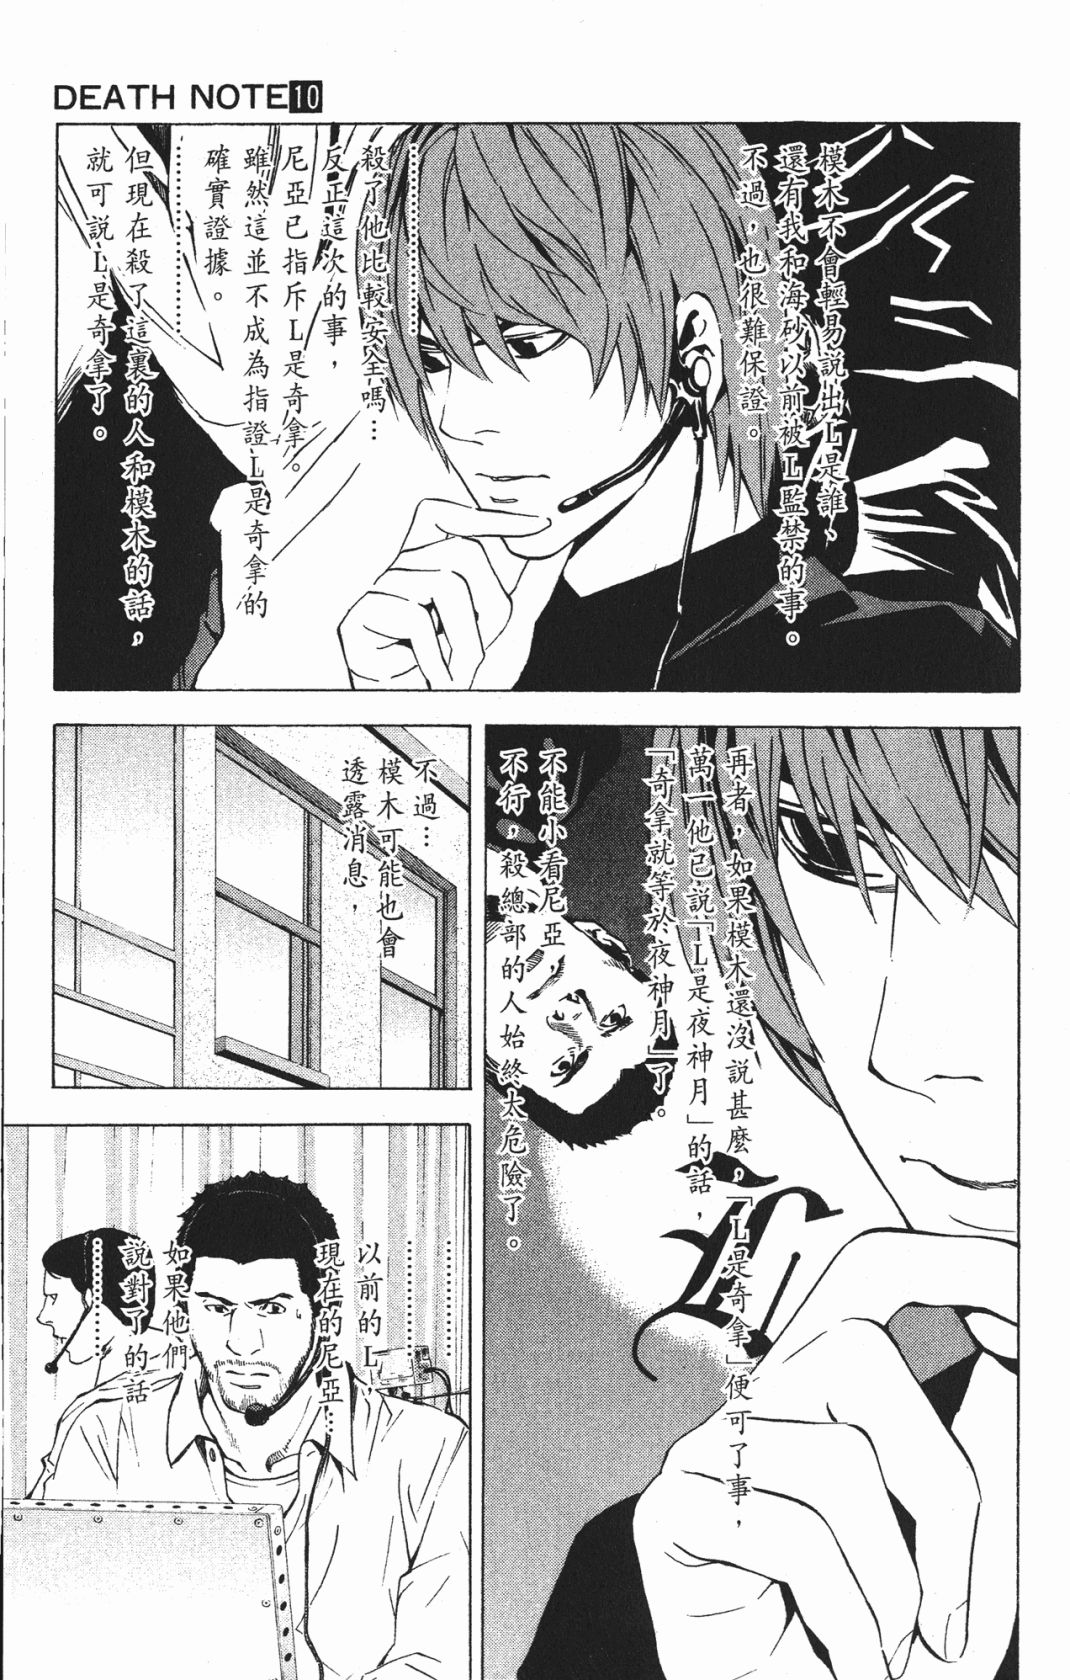 DEATH NOTE 10
模木不會輕易說出L是誰、
還有我和海砂以前被L監禁的事。
不過，也很難保證。
⋯⋯⋯⋯⋯⋯
殺了他比較安全嗎…
反正這次的事，
尼亞已指斥L是奇拿。
雖然這並不成為指證L是奇拿的
確實證據。
⋯⋯⋯⋯⋯⋯
但現在殺了這裏的人和模木的話，
就可說L是奇拿了。
再者，如果模木還沒說甚麼，「L是奇拿」便可了事，
萬一他已說「L是夜神月」的話，
「奇拿就等於夜神月」了。
不能小看尼亞，
不行，殺總部的人始終太危險了。
不過…
模木可能也會
透露消息，
⋯⋯⋯⋯
⋯⋯⋯⋯
以前的L，
現在的尼亞…
如果他們
說對了的話
⋯⋯⋯⋯
L